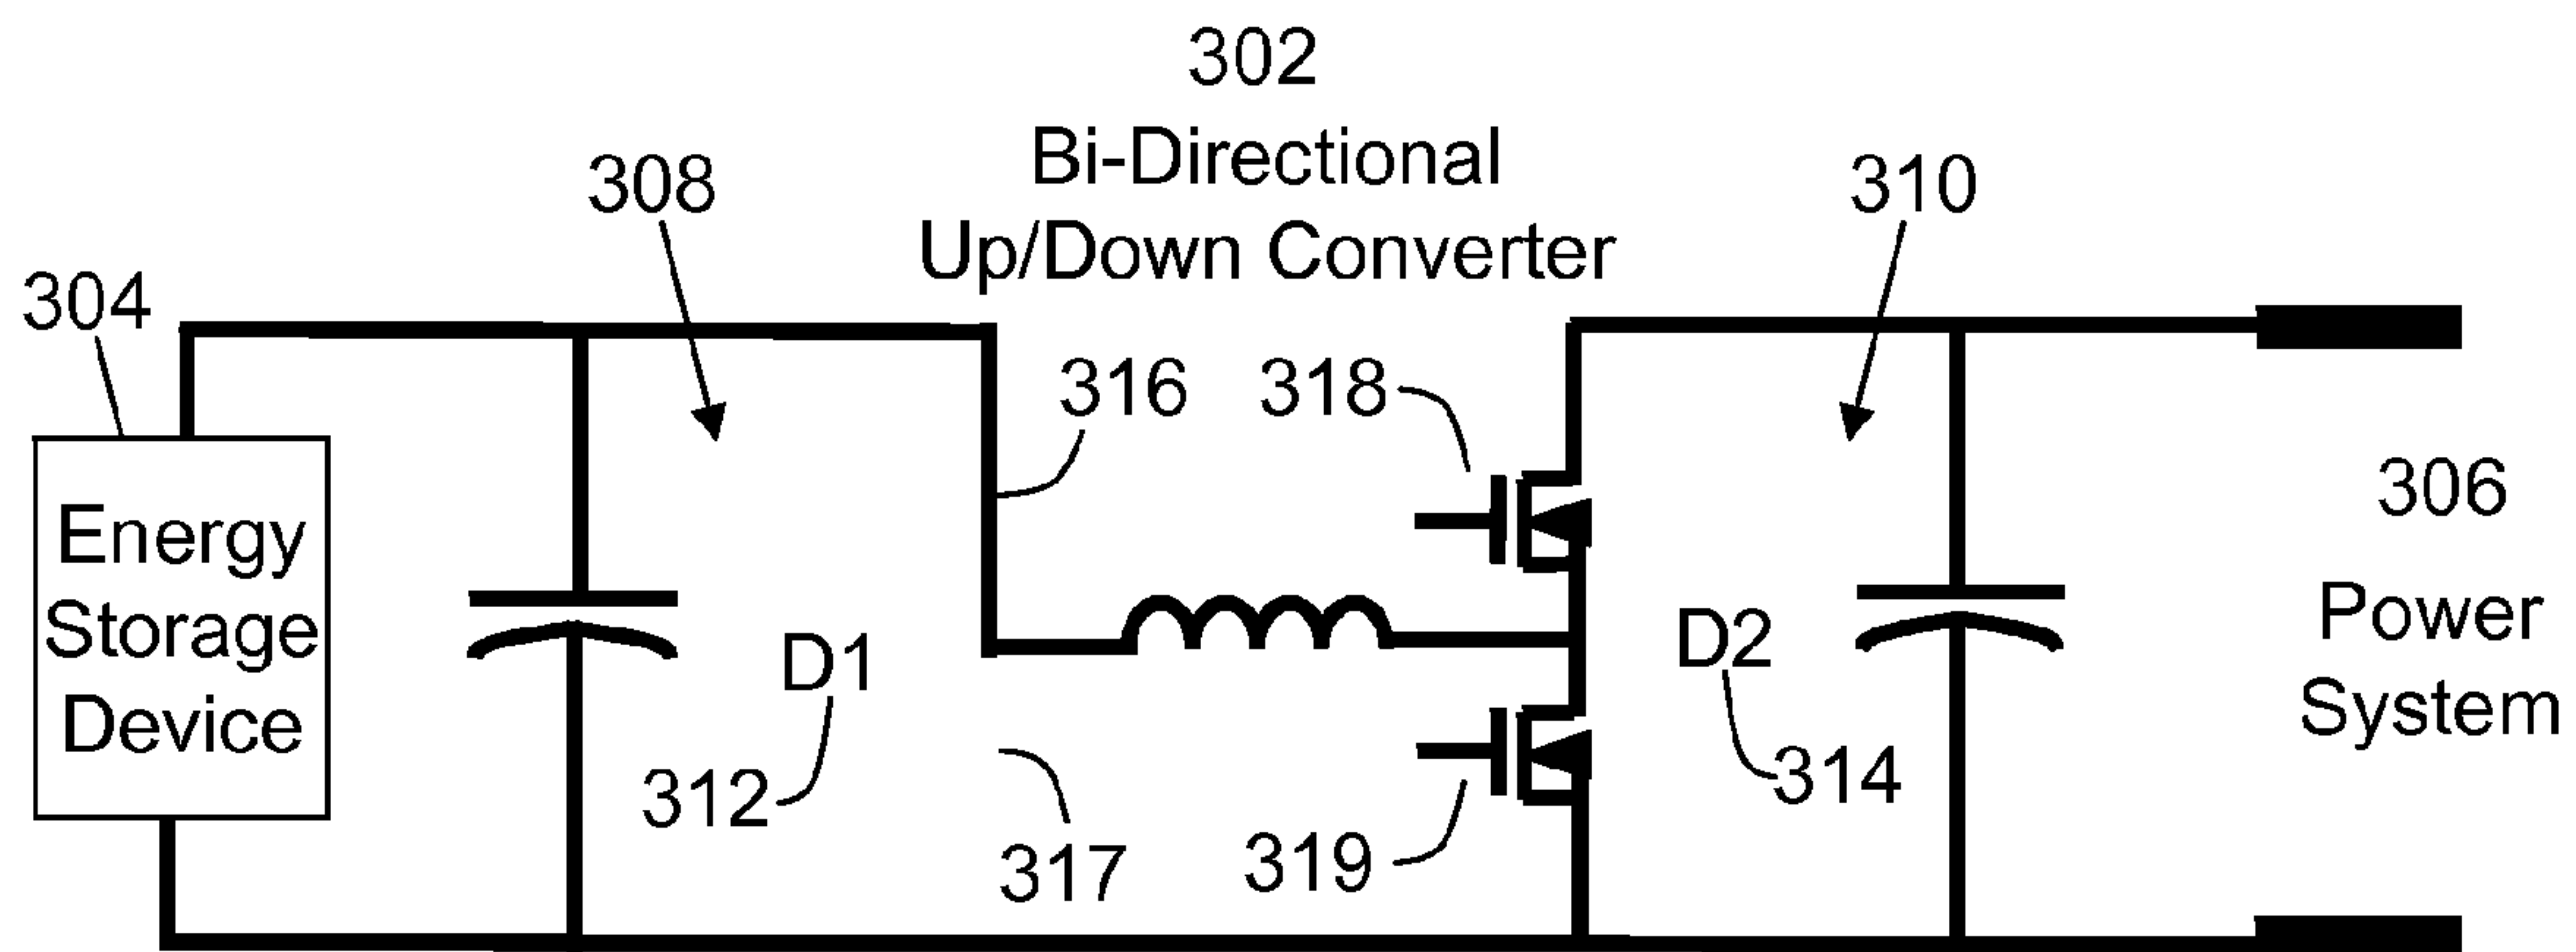 302
Bi-Directional
Up/Down Converter
308
310
304
316
318
306
Power
System
Energy
Storage
Device
D1
312
D2
314
317
319